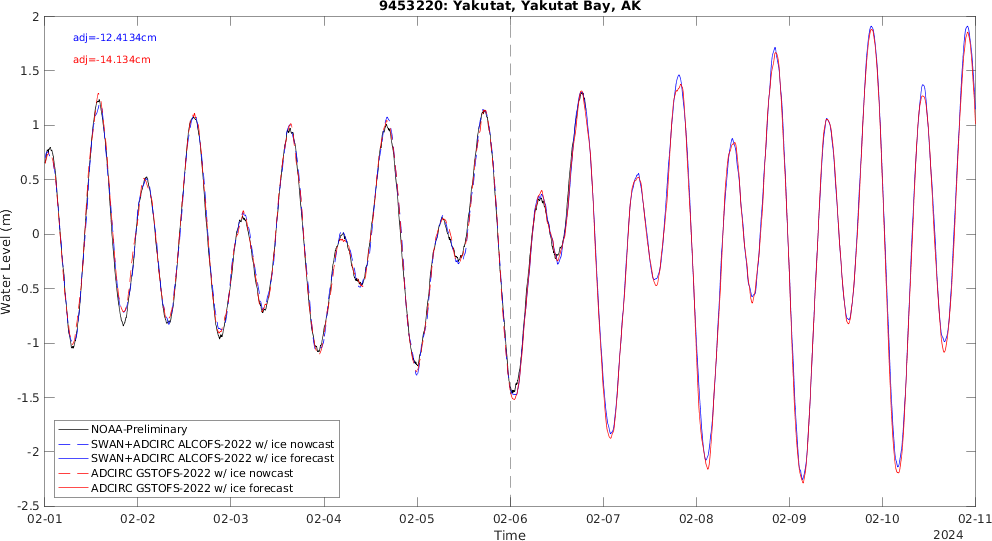 9453220: Yakutat, Yakutat Bay, AK
adj=-12.4134cm
adj=-14.134cm
Water Level (m)
2
1.5
1
0.5
0
-0.5
-1
-1.5
-2
-2.5
NOAA-Preliminary
SWAN+ADCIRC ALCOFS-2022 w/ ice nowcast
SWAN+ADCIRC ALCOFS-2022 w/ ice forecast
ADCIRC GSTOFS-2022 w/ ice nowcast
ADCIRC GSTOFS-2022 w/ ice forecast
02-01 02-02 02-03 02-04 02-05 02-06 02-07 02-08 02-09 02-10 02-11
Time
2024